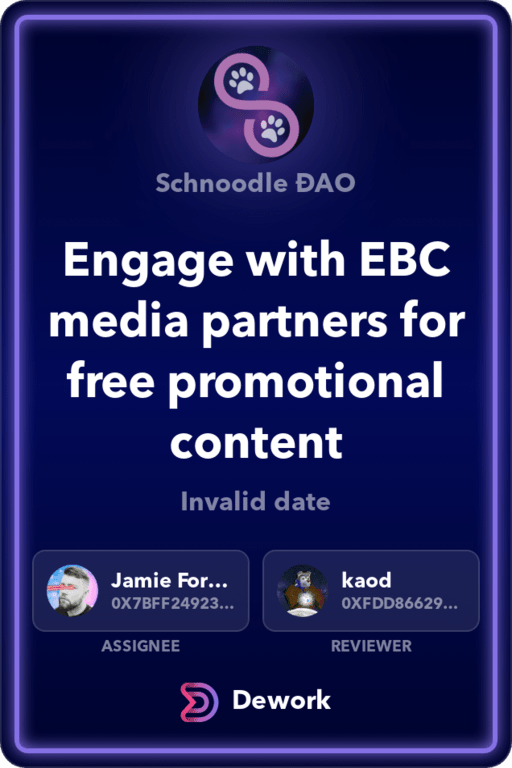 Schnoodle ÐAO
Engage with EBC
media partners for
free promotional
content
Invalid date
Jamie For...
0X7BFF24923...
ASSIGNEE
kaod
0XFDD86629...
REVIEWER
Dework